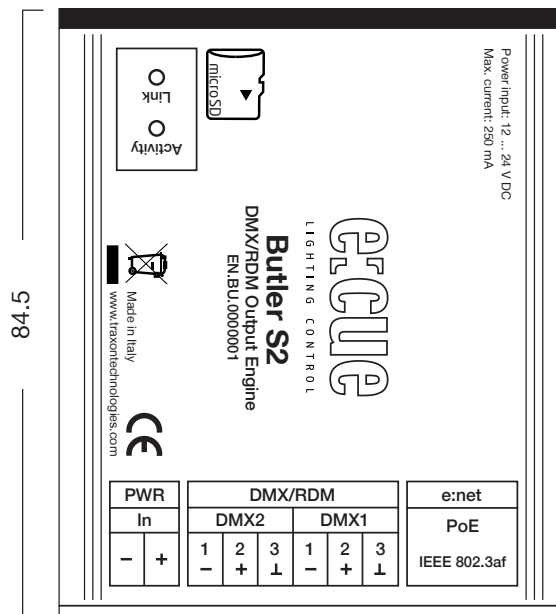 84.5
Power input: 12 ... 24 V DC
Max. current: 250 mA
micro SD
Link
Activity
e:cue
LIGHTING CONTROL
Butler S2
DMX/RDM Output Engine
EN.BU.0000001
Made in Italy
www.traxontechnologies.com
CE
PWR DMX/RDM e:net
In DMX2 DMX1 PoE
1 2 3 1 2 3
− + − + ⊥ − + ⊥ IEEE 802.3af